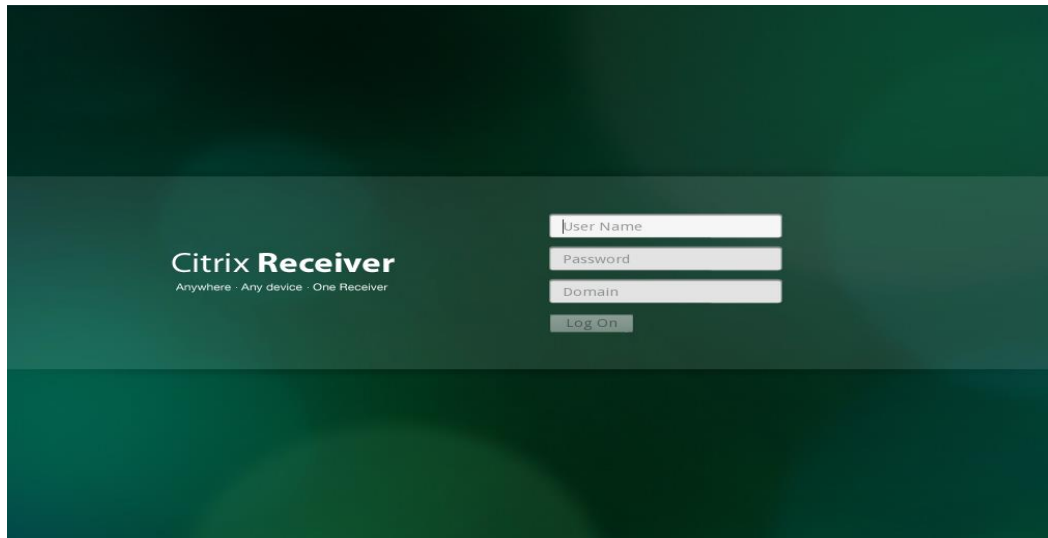 Citrix Receiver
Anywhere · Any device · One Receiver
User Name
Password
Domain
Log On